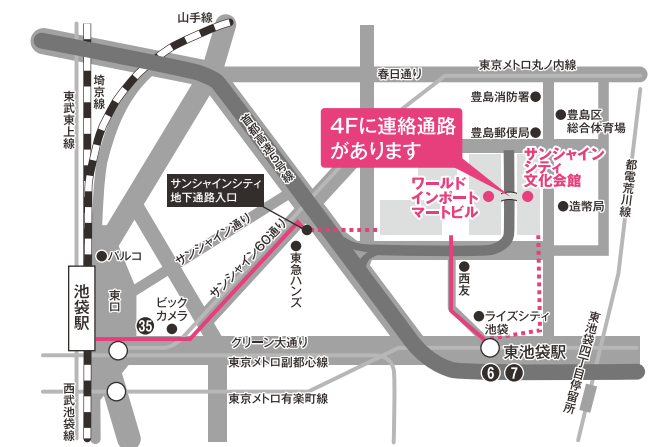 山手線
埼京線
東武東上線
春日通り
東京メトロ丸ノ内線
豊島消防署
豊島区
総合体育場
豊島郵便局
首都高速5号線
4Fに連絡通路
があります
サンシャイン
シティ
文化会館
ワールド
インポート
マートビル
都電荒川線
造幣局
サンシャインシティ
地下通路入口
サンシャイン通り
サンシャイン60通り
東急ハンズ
パルコ
池袋駅
東口
ビック
カメラ
35
西友
ライズシティ
池袋
グリーン大通り
東池袋駅
6 7
東京メトロ副都心線
東京メトロ有楽町線
西武池袋線
東池袋四丁目停留所